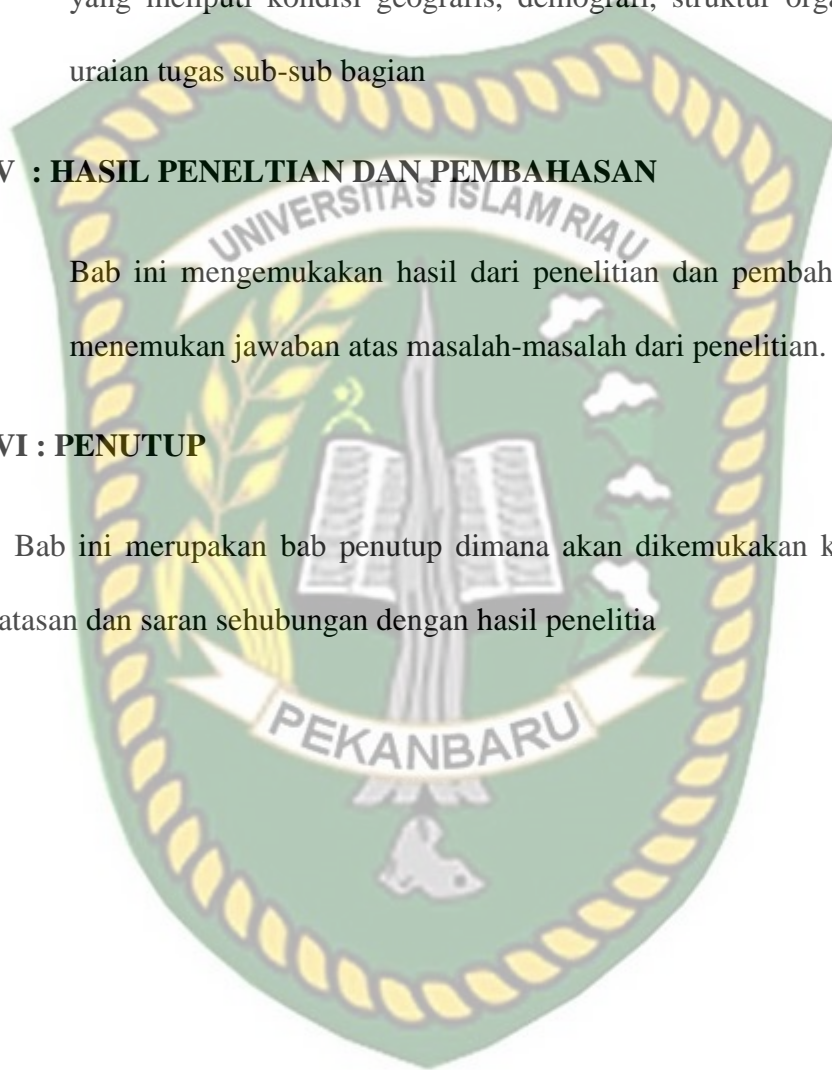 yang meliputi kondisi geografis, demografi, struktur orga
uraian tugas sub-sub bagian
V : HASIL PENELTIAN DAN PEMBAHASAN
UNIVERSITAS ISLAM RIAU
Bab ini mengemukakan hasil dari penelitian dan pembah
menemukan jawaban atas masalah-masalah dari penelitian.
VI : PENUTUP
Bab ini merupakan bab penutup dimana akan dikemukakan k
atasan dan saran sehubungan dengan hasil penelitia
PEKANBARU